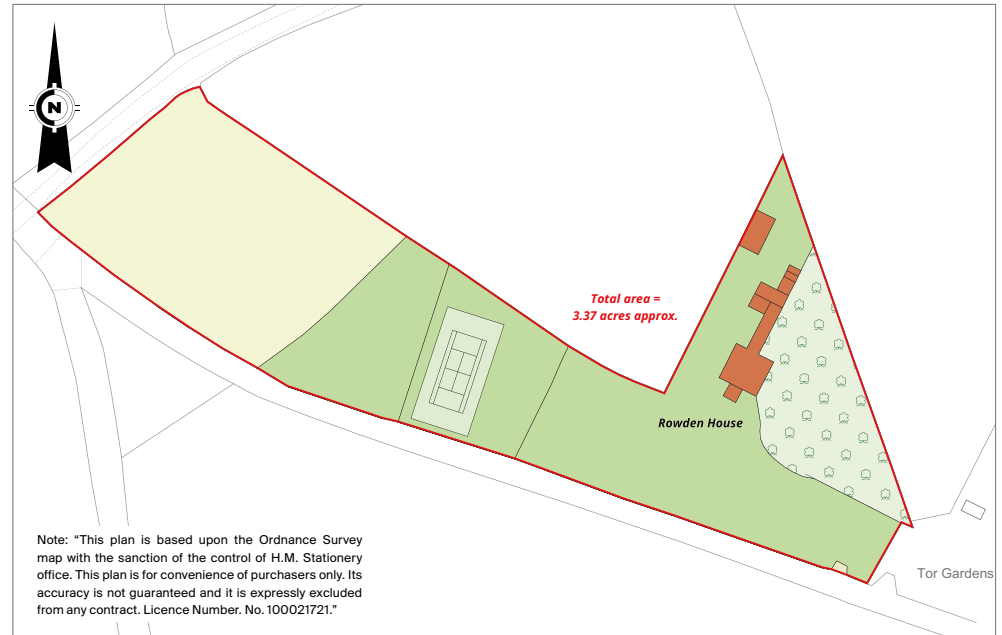 N
Total area =
3.37 acres approx.
Rowden House
Tor Gardens
Note: “This plan is based upon the Ordnance Survey
map with the sanction of the control of H.M. Stationery
office. This plan is for convenience of purchasers only. Its
accuracy is not guaranteed and it is expressly excluded
from any contract. Licence Number. No. 100021721.”